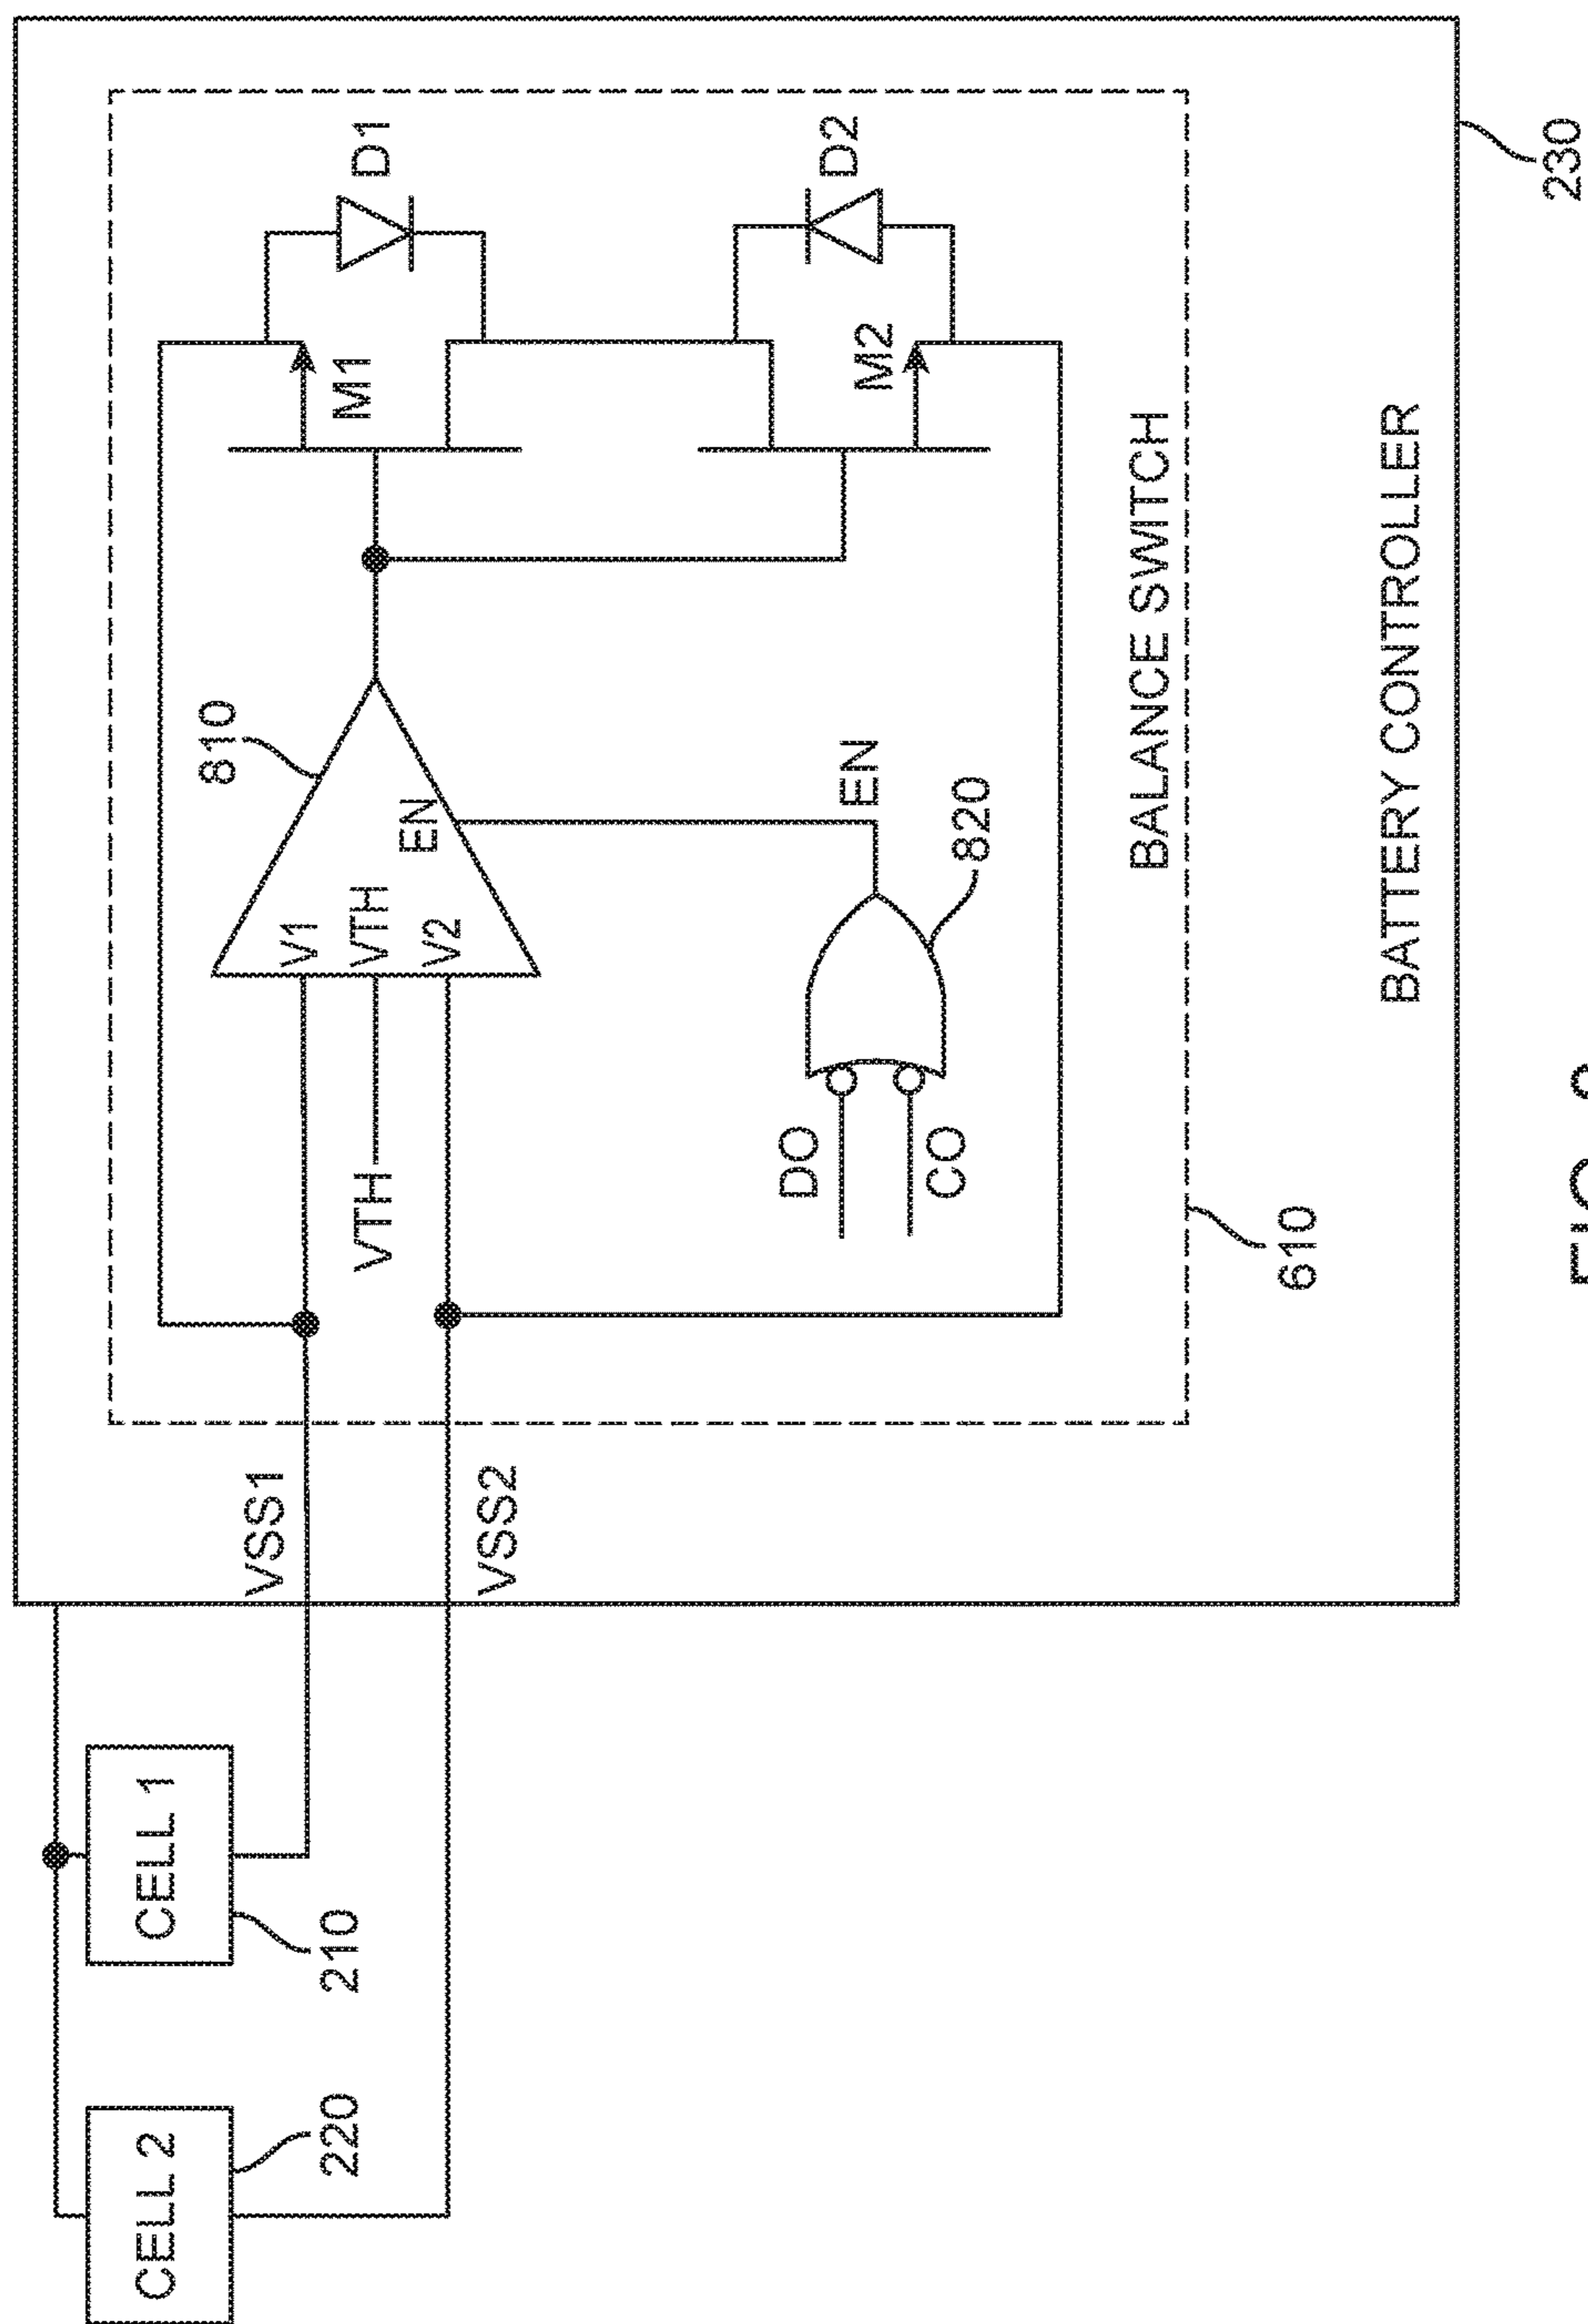 CELL 2
220
CELL 1
210
VSS1
VSS2
810
V1
VTH
V2
EN
VTH
M1
D1
M2
D2
EN
820
DO
CO
BALANCE SWITCH
610
BATTERY CONTROLLER
230